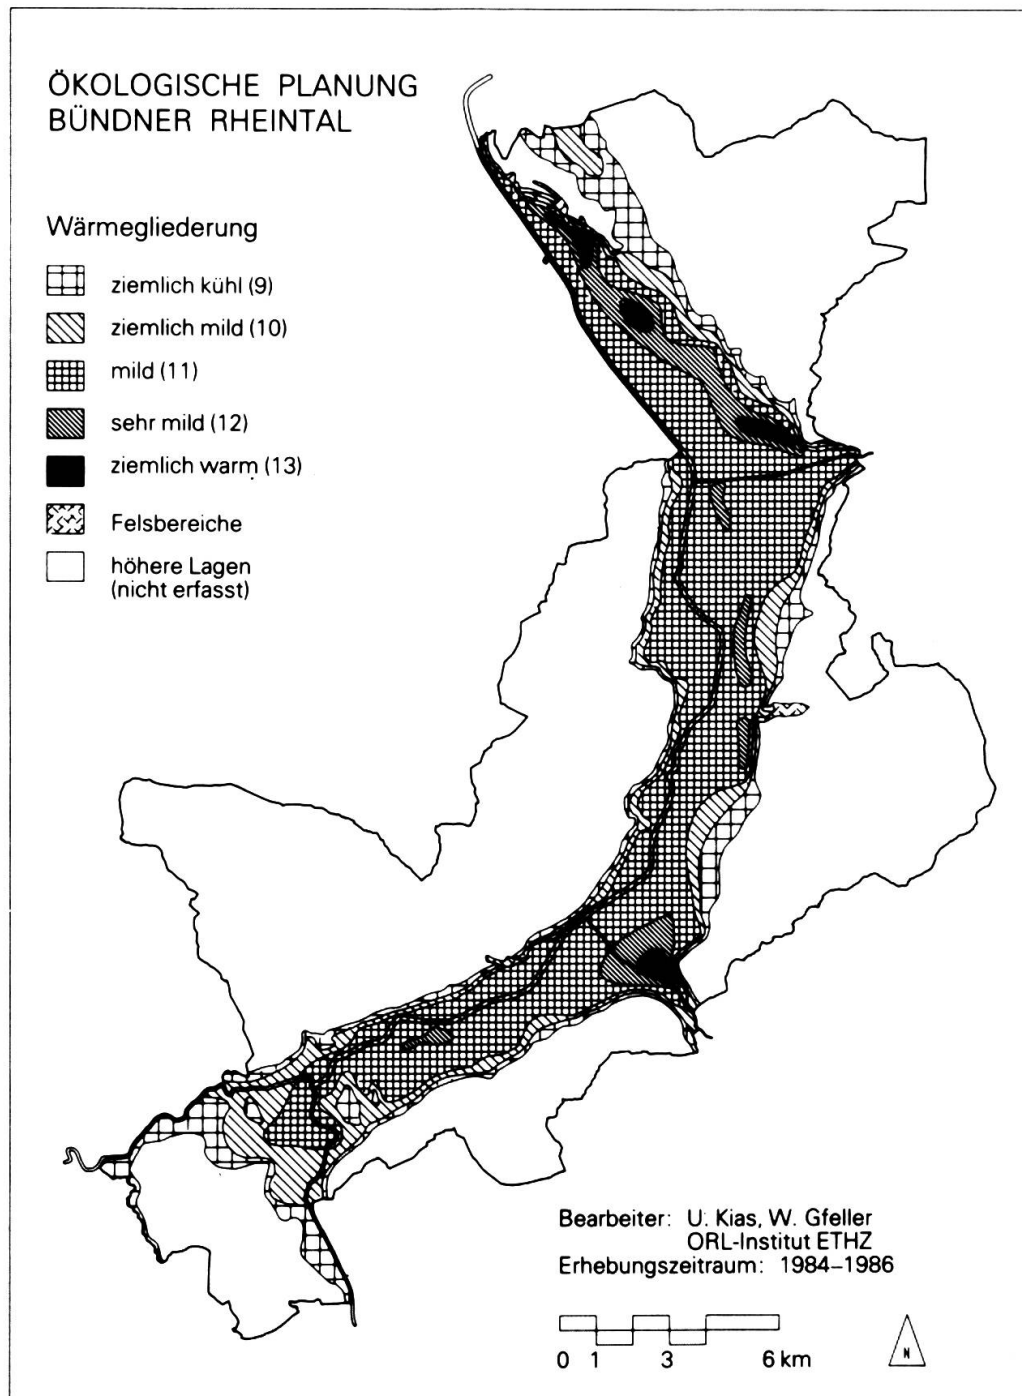 ÖKOLOGISCHE PLANUNG
BÜNDNER RHEINTAL
Wärmegliederung
ziemlich kühl (9)
ziemlich mild (10)
mild (11)
sehr mild (12)
ziemlich warm (13)
Felsbereiche
höhere Lagen
(nicht erfasst)
Bearbeiter: U. Kias, W. Gfeller
ORL-Institut ETHZ
Erhebungszeitraum: 1984–1986
0 1 3 6 km
N